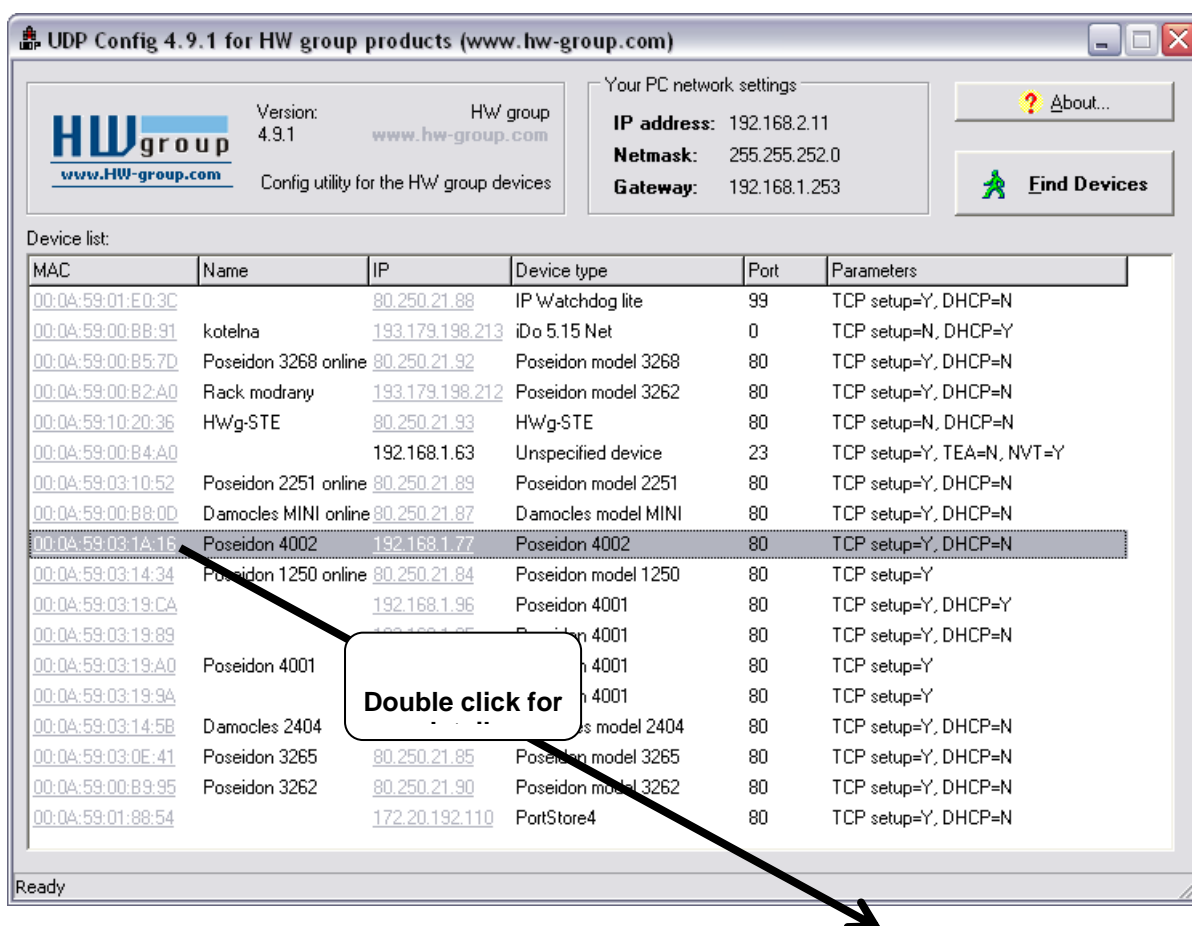 UDP Config 4.9.1 for HW group products (www.hw-group.com)
HWgroup
www.HW-group.com
Version: HW group
4.9.1 www.hw-group.com
Config utility for the HW group devices
Your PC network settings
IP address: 192.168.2.11
Netmask: 255.255.252.0
Gateway: 192.168.1.253
? About...
Find Devices
Device list:
MAC Name IP Device type Port Parameters
00:0A:59:01:E0:3C 80.250.21.88 IP Watchdog lite 99 TCP setup=Y, DHCP=N
00:0A:59:00:BB:91 kotelna 193.179.198.213 iDo 5.15 Net 0 TCP setup=N, DHCP=Y
00:0A:59:00:B5:7D Poseidon 3268 online 80.250.21.92 Poseidon model 3268 80 TCP setup=Y, DHCP=N
00:0A:59:00:B2:A0 Rack modrany 193.179.198.212 Poseidon model 3262 80 TCP setup=Y, DHCP=N
00:0A:59:10:20:36 HWg-STE 80.250.21.93 HWg-STE 80 TCP setup=N, DHCP=N
00:0A:59:00:B4:A0 192.168.1.63 Unspecified device 23 TCP setup=Y, TEA=N, NVT=Y
00:0A:59:03:10:52 Poseidon 2251 online 80.250.21.89 Poseidon model 2251 80 TCP setup=Y, DHCP=N
00:0A:59:00:B8:0D Damocles MINI online 80.250.21.87 Damocles model MINI 80 TCP setup=Y, DHCP=N
00:0A:59:03:1A:16 Poseidon 4002 192.168.1.77 Poseidon 4002 80 TCP setup=Y, DHCP=N
00:0A:59:03:14:34 Poseidon 1250 online 80.250.21.84 Poseidon model 1250 80 TCP setup=Y
00:0A:59:03:19:CA 192.168.1.96 Poseidon 4001 80 TCP setup=Y, DHCP=Y
00:0A:59:03:19:89 4001 80 TCP setup=Y, DHCP=N
00:0A:59:03:19:A0 Poseidon 4001 4001 80 TCP setup=Y
00:0A:59:03:19:9A 4001 80 TCP setup=Y
Double click for
00:0A:59:03:14:5B Damocles 2404 model 2404 80 TCP setup=Y, DHCP=N
00:0A:59:03:0E:41 Poseidon 3265 80.250.21.85 Poseidon model 3265 80 TCP setup=Y, DHCP=N
00:0A:59:00:B9:95 Poseidon 3262 80.250.21.90 Poseidon model 3262 80 TCP setup=Y, DHCP=N
00:0A:59:01:88:54 172.20.192.110 PortStore4 80 TCP setup=Y, DHCP=N
Ready